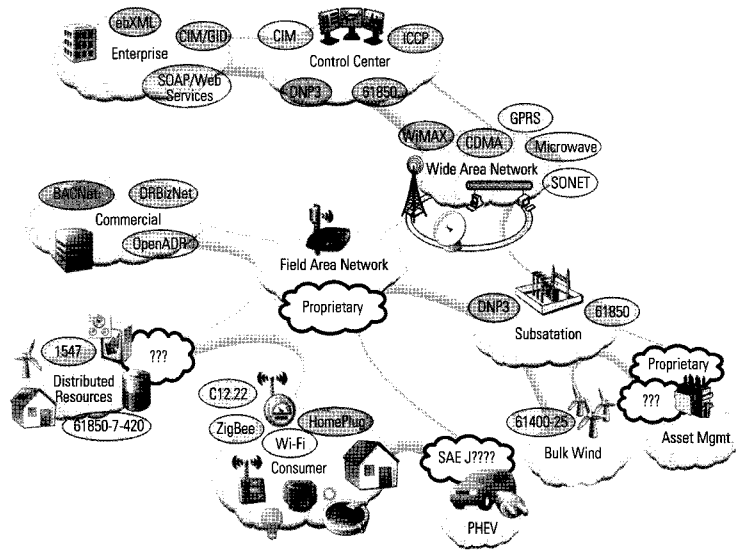 ebXML
CIM/GID
Enterprise
SOAP/Web
Services
CIM
ICCP
Control Center
DNP3
61850
GPRS
WiMAX
CDMA
Microwave
Wide Area Network
SONET
BACNet
DRBizNet
Commercial
OpenADR
Field Area Network
Proprietary
DNP3
61850
Subsatation
1547
???
Distributed
Resources
61850-7-420
C12.22
ZigBee
HomePlug
Wi-Fi
Consumer
SAE J????
PHEV
61400-25
Bulk Wind
Proprietary
???
Asset Mgmt